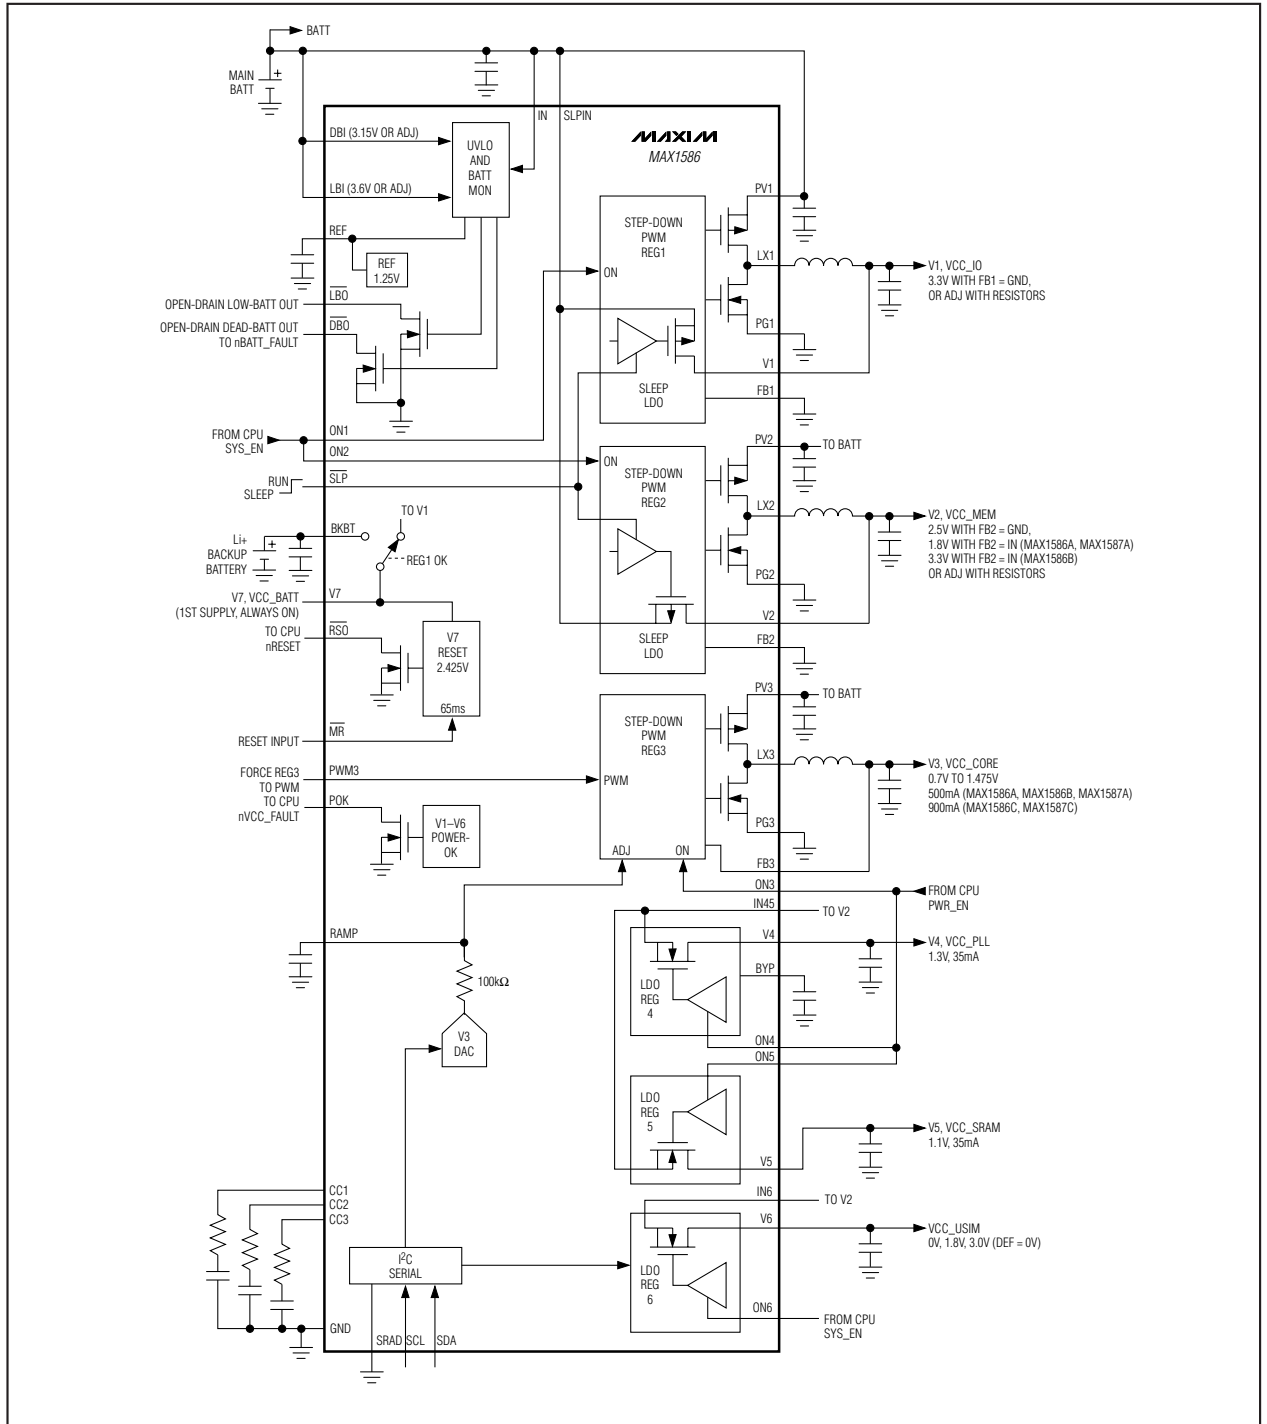 BATT
MAIN
BATT
IN
SLPIN
DBI (3.15V OR ADJ)
LBI (3.6V OR ADJ)
UVLO
AND
BATT
MON
MAXIM
MAX1586
REF
REF
1.25V
OPEN-DRAIN LOW-BATT OUT
LBO
OPEN-DRAIN DEAD-BATT OUT
TO nBATT_FAULT
DBO
STEP-DOWN
PWM
REG1
ON
SLEEP
LDO
PV1
LX1
PG1
V1
FB1
V1, VCC_IO
3.3V WITH FB1 = GND,
OR ADJ WITH RESISTORS
FROM CPU
SYS_EN
ON1
ON2
RUN
SLEEP
SLP
STEP-DOWN
PWM
REG2
ON
SLEEP
LDO
PV2
TO BATT
LX2
PG2
V2
FB2
V2, VCC_MEM
2.5V WITH FB2 = GND,
1.8V WITH FB2 = IN (MAX1586A, MAX1587A)
3.3V WITH FB2 = IN (MAX1586B)
OR ADJ WITH RESISTORS
Li+
BACKUP
BATTERY
BKBT
TO V1
REG1 OK
V7, VCC_BATT
(1ST SUPPLY, ALWAYS ON)
V7
TO CPU
nRESET
RSO
V7
RESET
2.425V
65ms
RESET INPUT
MR
FORCE REG3
TO PWM
PWM3
TO CPU
nVCC_FAULT
POK
V1–V6
POWER-
OK
STEP-DOWN
PWM
REG3
PWM
ADJ
ON
PV3
TO BATT
LX3
PG3
FB3
V3, VCC_CORE
0.7V TO 1.475V
500mA (MAX1586A, MAX1586B, MAX1587A)
900mA (MAX1586C, MAX1587C)
ON3
FROM CPU
PWR_EN
IN45
TO V2
RAMP
100kΩ
V3
DAC
LDO
REG
4
V4
V4, VCC_PLL
1.3V, 35mA
BYP
ON4
ON5
LDO
REG
5
V5
V5, VCC_SRAM
1.1V, 35mA
CC1
CC2
CC3
IN6
TO V2
V6
VCC_USIM
0V, 1.8V, 3.0V (DEF = 0V)
I2C
SERIAL
LDO
REG
6
ON6
FROM CPU
SYS_EN
GND
SRAD
SCL
SDA